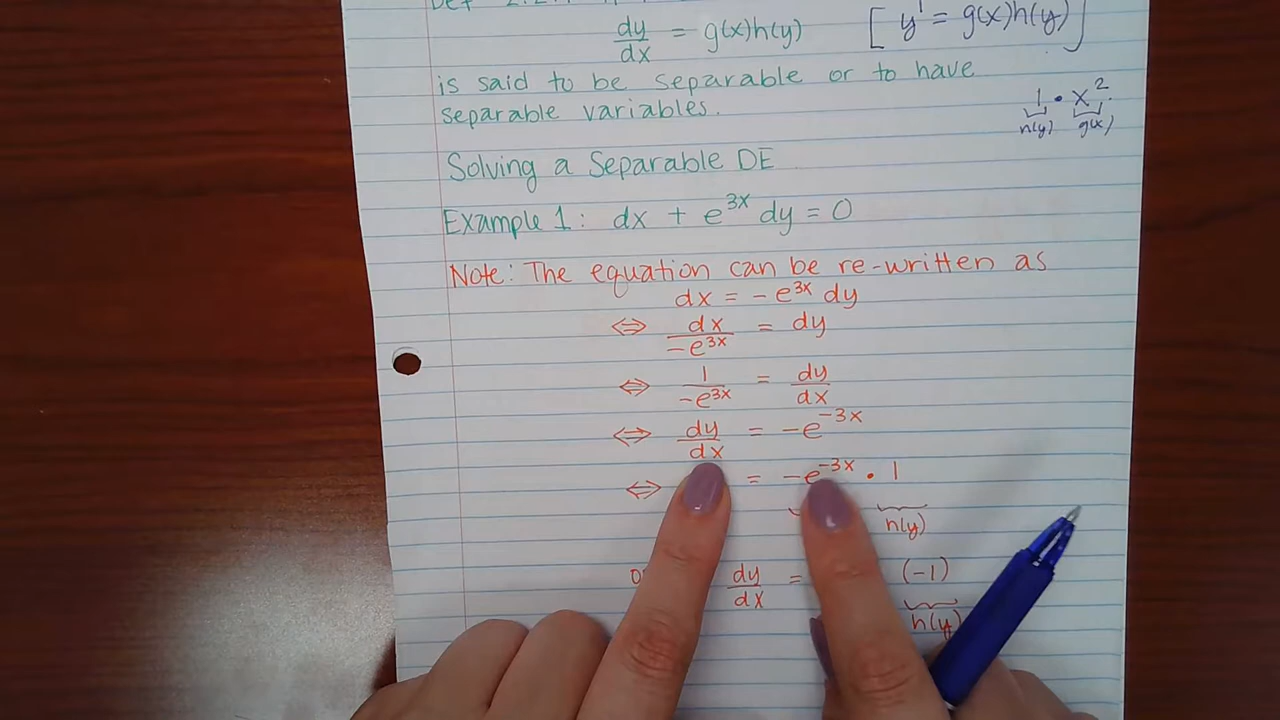 dy/dx = g(x)h(y) [y' = g(x)h(y)]
is said to be separable or to have
separable variables.
1 · x²
h(y) g(x)
Solving a Separable DE
Example 1: dx + e^{3x} dy = 0
Note: The equation can be re-written as
dx = -e^{3x} dy
⇔ dx/-e^{3x} = dy
⇔ 1/-e^{3x} = dy/dx
⇔ dy/dx = -e^{-3x}
⇔ = -e^{-3x} · 1
h(y)
dy/dx = (-1)
h(y)